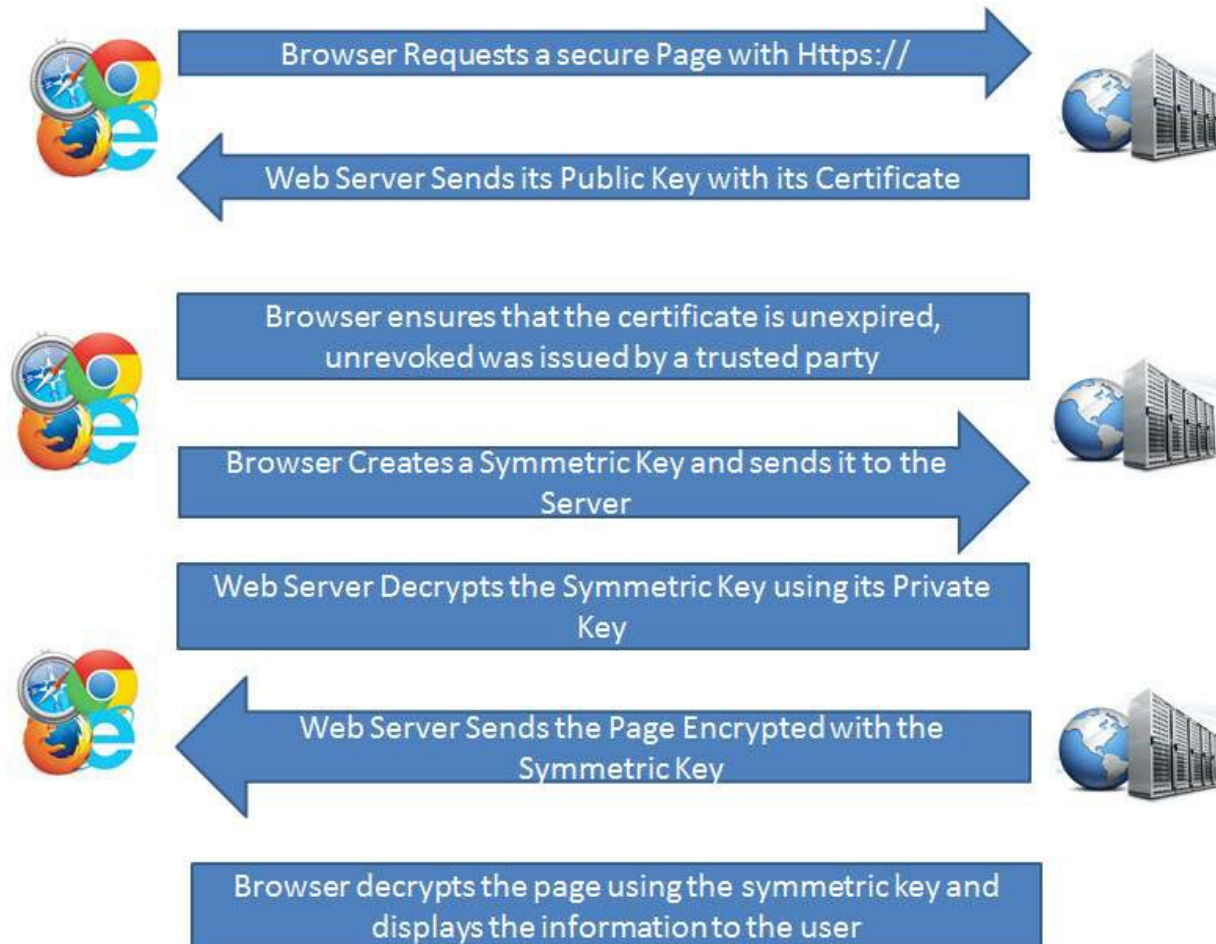 Browser Requests a secure Page with Https://
Web Server Sends its Public Key with its Certificate
Browser ensures that the certificate is unexpired,
unrevoked was issued by a trusted party
Browser Creates a Symmetric Key and sends it to the
Server
Web Server Decrypts the Symmetric Key using its Private
Key
Web Server Sends the Page Encrypted with the
Symmetric Key
Browser decrypts the page using the symmetric key and
displays the information to the user